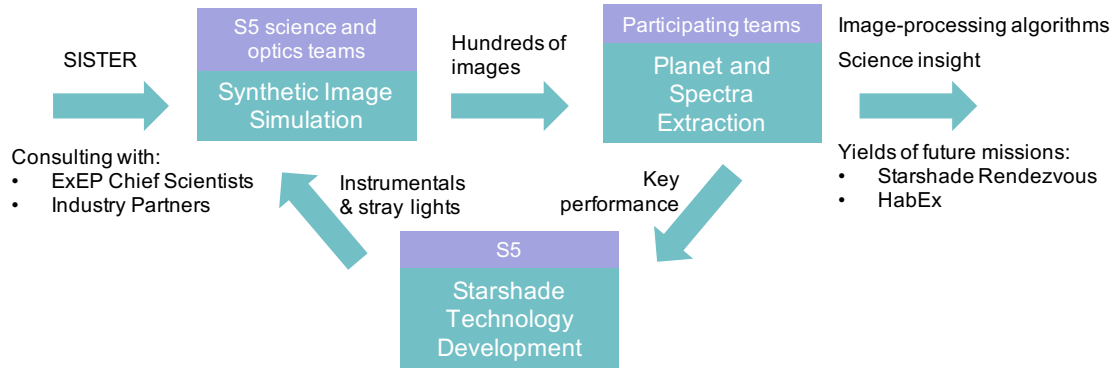 SISTER
Consulting with:
• ExEP Chief Scientists
• Industry Partners
S5 science and
optics teams
Synthetic Image
Simulation
Hundreds of
images
Participating teams
Planet and
Spectra
Extraction
Image-processing algorithms
Science insight
Yields of future missions:
• Starshade Rendezvous
• HabEx
Instrumentals
& stray lights
Key
performance
S5
Starshade
Technology
Development